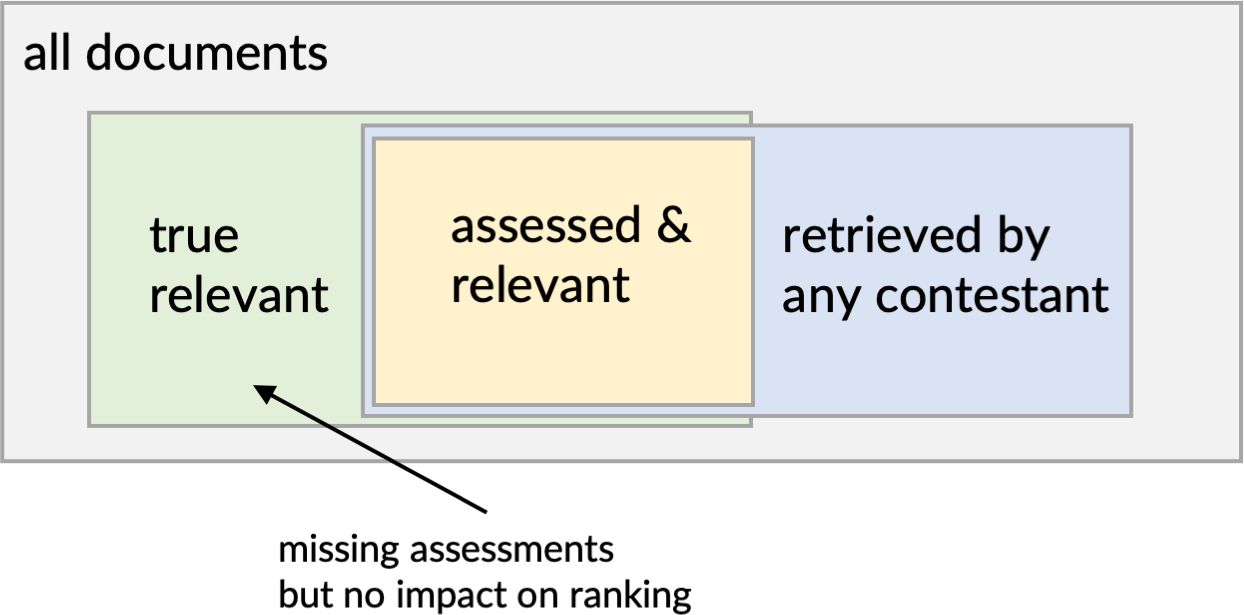 all documents
true
relevant
assessed &
relevant
retrieved by
any contestant
missing assessments
but no impact on ranking